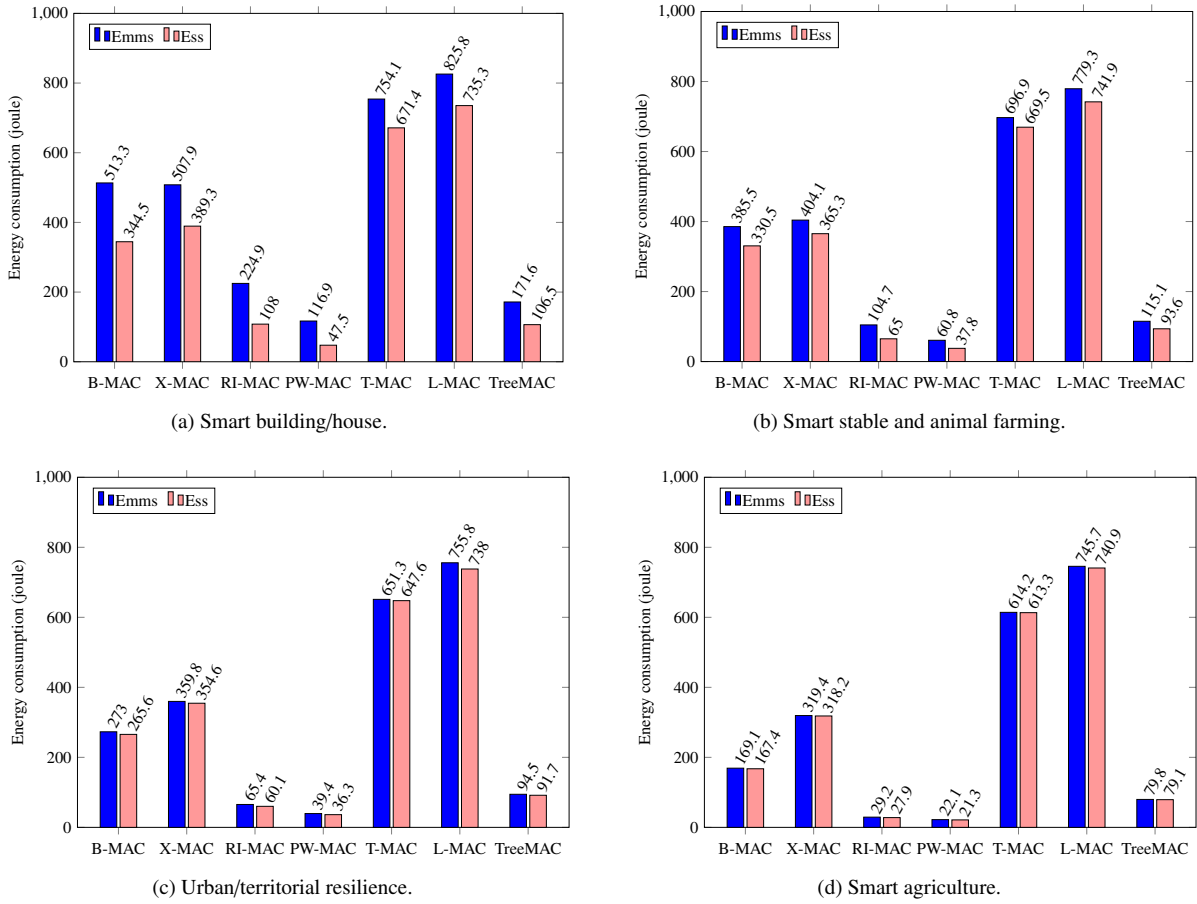 1,000
800
600
400
200
0
Energy consumption (joule)
Emms Ess
513.3 344.5 507.9 389.3 224.9 108 116.9 47.5 754.1 671.4 825.8 735.3 171.6 106.5
B-MAC X-MAC RI-MAC PW-MAC T-MAC L-MAC TreeMAC
(a) Smart building/house.
1,000
800
600
400
200
0
Energy consumption (joule)
Emms Ess
385.5 330.5 404.1 365.3 104.7 65 60.8 37.8 696.9 669.5 779.3 741.9 115.1 93.6
B-MAC X-MAC RI-MAC PW-MAC T-MAC L-MAC TreeMAC
(b) Smart stable and animal farming.
1,000
800
600
400
200
0
Energy consumption (joule)
Emms Ess
273 265.6 359.8 354.6 65.4 60.1 39.4 36.3 651.3 647.6 755.8 738 94.5 91.7
B-MAC X-MAC RI-MAC PW-MAC T-MAC L-MAC TreeMAC
(c) Urban/territorial resilience.
1,000
800
600
400
200
0
Energy consumption (joule)
Emms Ess
169.1 167.4 319.4 318.2 29.2 27.9 22.1 21.3 614.2 613.3 745.7 740.9 79.8 79.1
B-MAC X-MAC RI-MAC PW-MAC T-MAC L-MAC TreeMAC
(d) Smart agriculture.